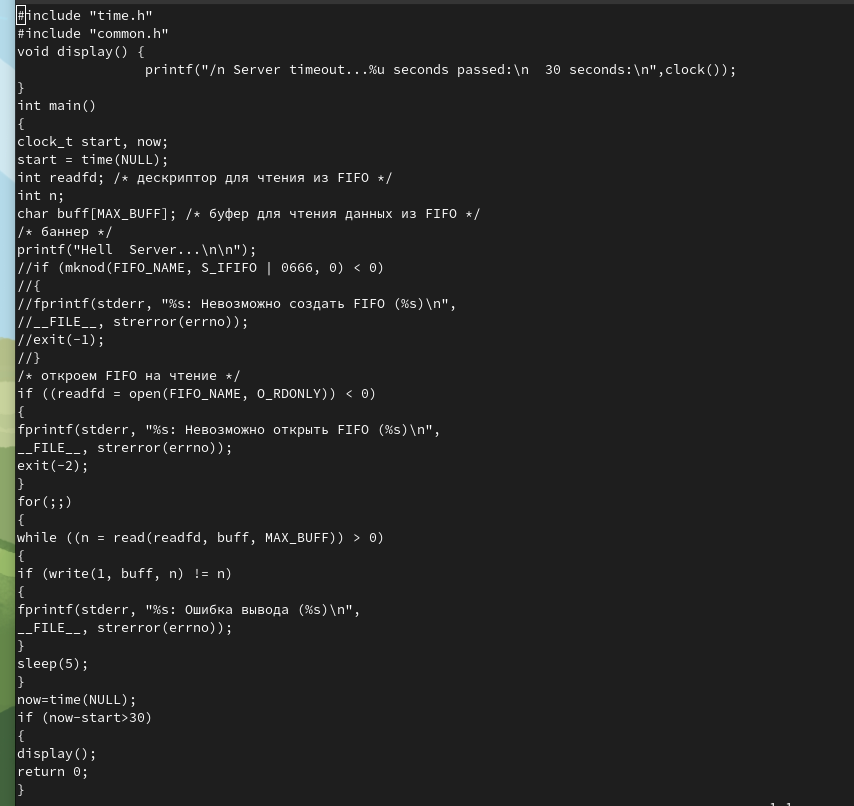 #include "time.h"
#include "common.h"
void display() {
                printf("/n Server timeout...%u seconds passed:\n  30 seconds:\n",clock());
}
int main()
{
clock_t start, now;
start = time(NULL);
int readfd; /* дескриптор для чтения из FIFO */
int n;
char buff[MAX_BUFF]; /* буфер для чтения данных из FIFO */
/* баннер */
printf("Hell  Server...\n\n");
//if (mknod(FIFO_NAME, S_IFIFO | 0666, 0) < 0)
//{
//fprintf(stderr, "%s: Невозможно создать FIFO (%s)\n",
//__FILE__, strerror(errno));
//exit(-1);
//}
/* откроем FIFO на чтение */
if ((readfd = open(FIFO_NAME, O_RDONLY)) < 0)
{
fprintf(stderr, "%s: Невозможно открыть FIFO (%s)\n",
__FILE__, strerror(errno));
exit(-2);
}
for(;;)
{
while ((n = read(readfd, buff, MAX_BUFF)) > 0)
{
if (write(1, buff, n) != n)
{
fprintf(stderr, "%s: Ошибка вывода (%s)\n",
__FILE__, strerror(errno));
}
sleep(5);
}
now=time(NULL);
if (now-start>30)
{
display();
return 0;
}